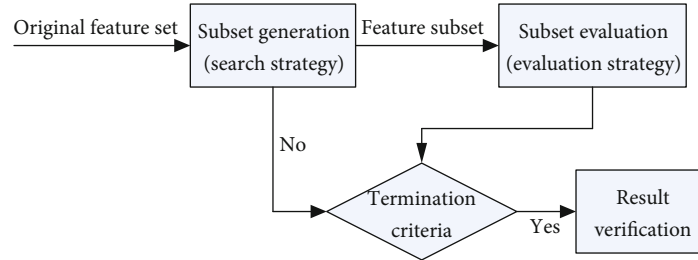 Original feature set
Subset generation
(search strategy)
Feature subset
Subset evaluation
(evaluation strategy)
No
Termination
criteria
Yes
Result
verification